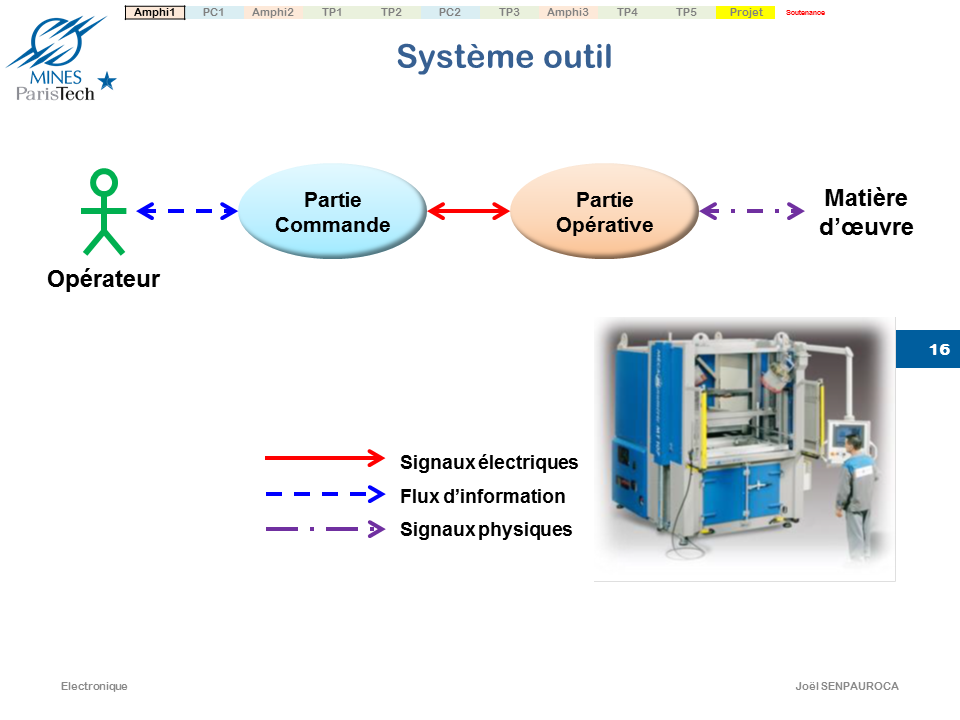 Amphi1 PC1 Amphi2 TP1 TP2 PC2 TP3 Amphi3 TP4 TP5 Projet Soutenance
MINES
ParisTech
Système outil
Partie
Commande
Partie
Opérative
Matière
d’œuvre
Opérateur
16
Signaux électriques
Flux d’information
Signaux physiques
Electronique
Joël SENPAUROCA